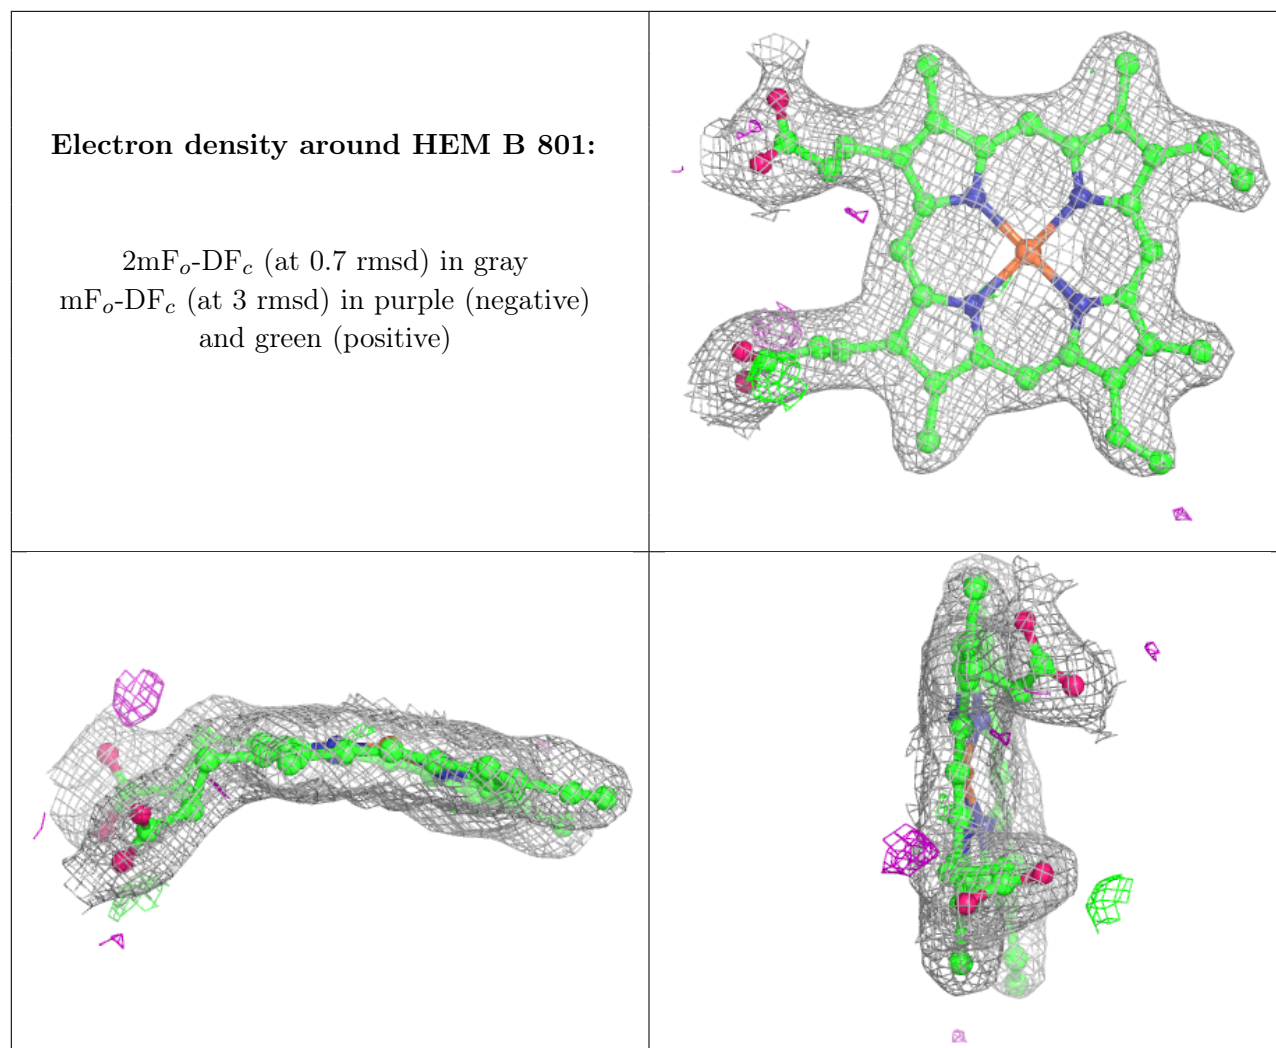 Electron density around HEM B 801:
2mFo-DFc (at 0.7 rmsd) in gray
mFo-DFc (at 3 rmsd) in purple (negative)
and green (positive)